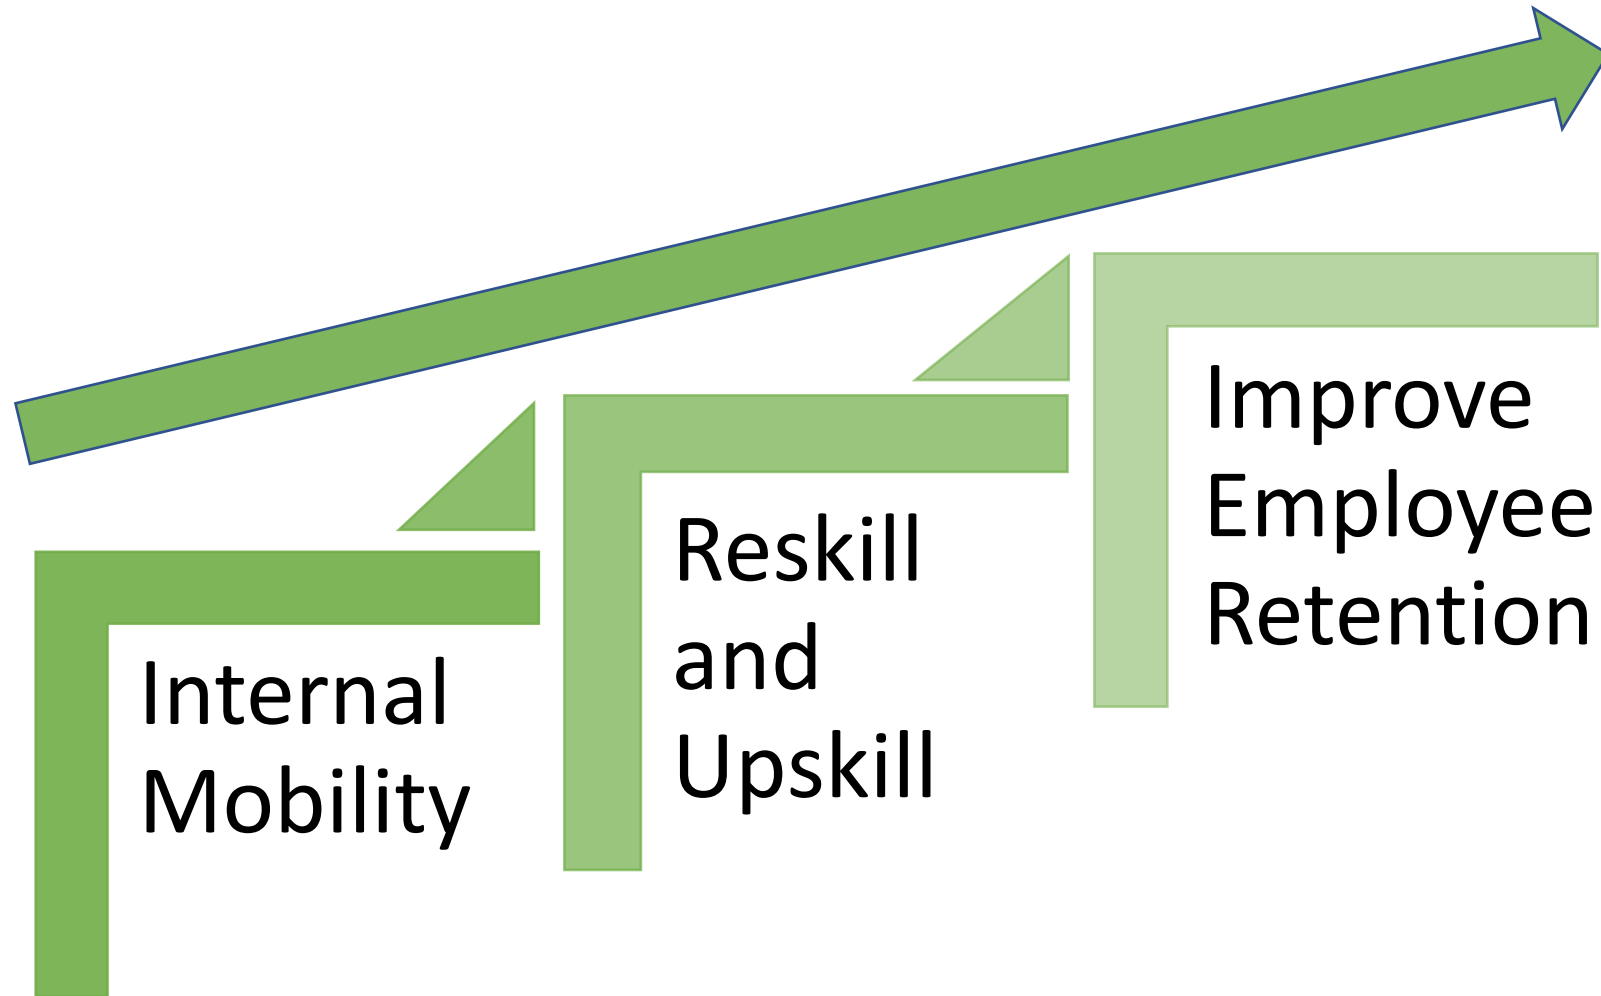 Internal
Mobility
Reskill
and
Upskill
Improve
Employee
Retention